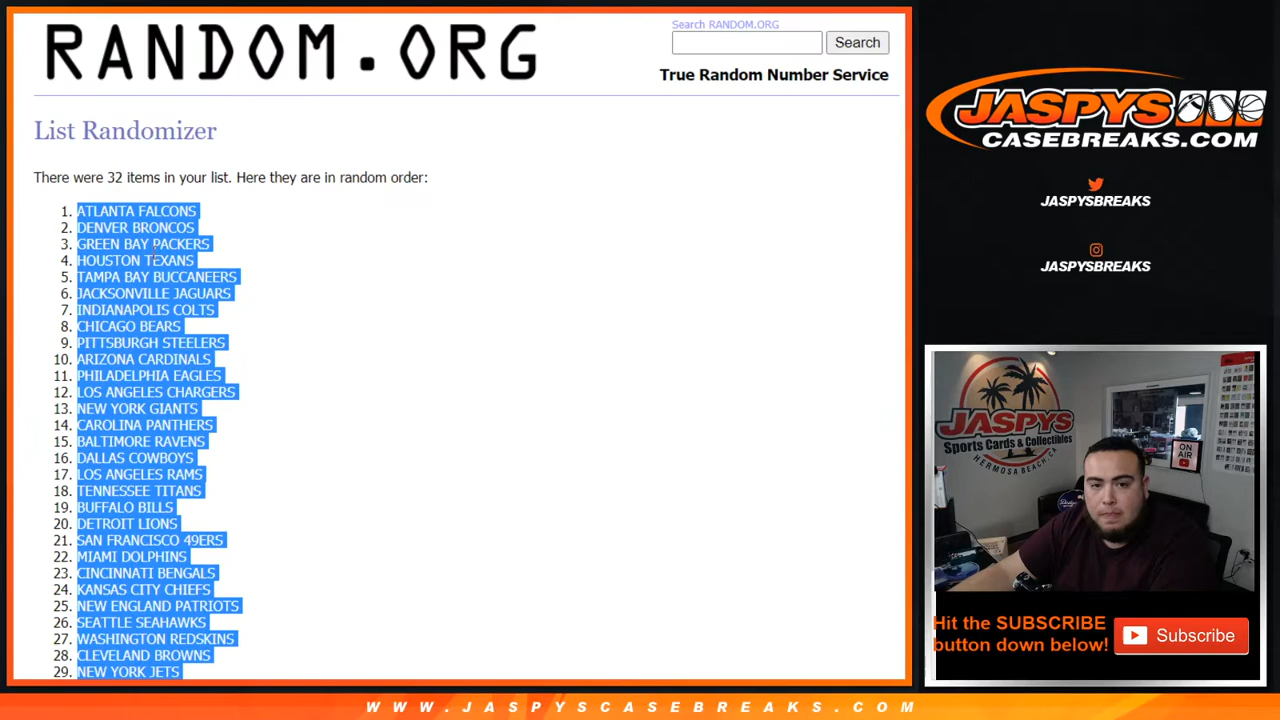 RANDOM.ORG
Search RANDOM.ORG
Search
True Random Number Service
List Randomizer
There were 32 items in your list. Here they are in random order:
1. ATLANTA FALCONS
2. DENVER BRONCOS
3. GREEN BAY PACKERS
4. HOUSTON TEXANS
5. TAMPA BAY BUCCANEERS
6. JACKSONVILLE JAGUARS
7. INDIANAPOLIS COLTS
8. CHICAGO BEARS
9. PITTSBURGH STEELERS
10. ARIZONA CARDINALS
11. PHILADELPHIA EAGLES
12. LOS ANGELES CHARGERS
13. NEW YORK GIANTS
14. CAROLINA PANTHERS
15. BALTIMORE RAVENS
16. DALLAS COWBOYS
17. LOS ANGELES RAMS
18. TENNESSEE TITANS
19. BUFFALO BILLS
20. DETROIT LIONS
21. SAN FRANCISCO 49ERS
22. MIAMI DOLPHINS
23. CINCINNATI BENGALS
24. KANSAS CITY CHIEFS
25. NEW ENGLAND PATRIOTS
26. SEATTLE SEAHAWKS
27. WASHINGTON REDSKINS
28. CLEVELAND BROWNS
29. NEW YORK JETS
JASPYS
CASEBREAKS.COM
JASPYSBREAKS
JASPYSBREAKS
JASPYS
Sports Cards & Collectibles
HERMOSA BEACH, CA
ON
AIR
Hit the SUBSCRIBE
button down below!
Subscribe
WWW.JASPYSCASEBREAKS.COM